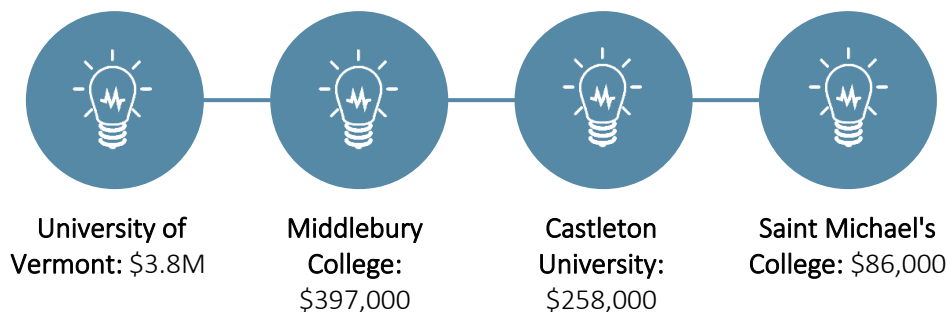 University of
Vermont: $3.8M
Middlebury
College:
$397,000
Castleton
University:
$258,000
Saint Michael's
College: $86,000